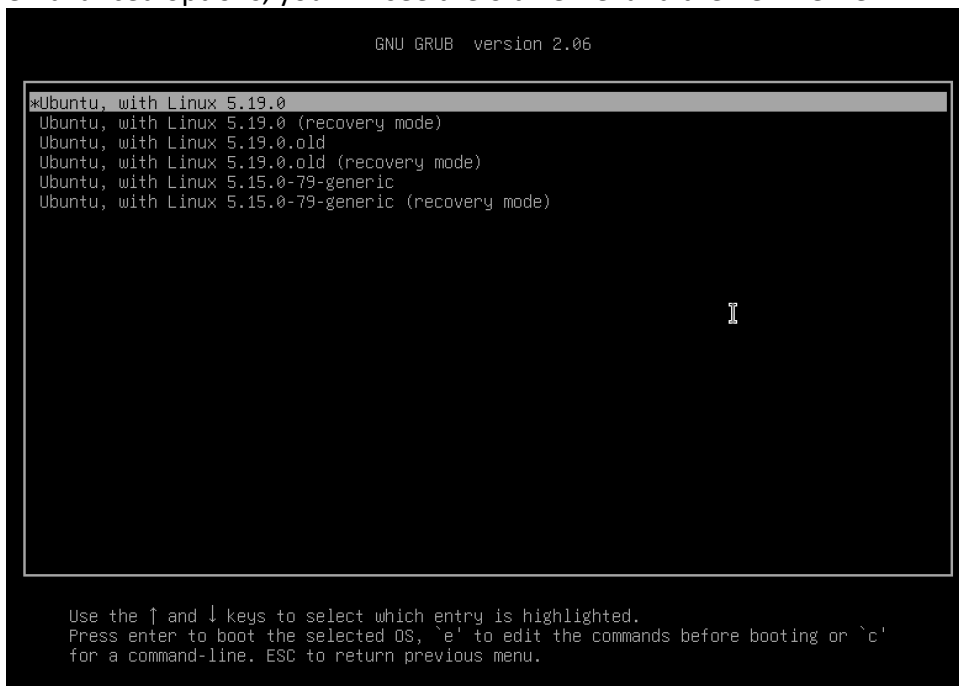 GNU GRUB version 2.06
*Ubuntu, with Linux 5.19.0
Ubuntu, with Linux 5.19.0 (recovery mode)
Ubuntu, with Linux 5.19.0.old
Ubuntu, with Linux 5.19.0.old (recovery mode)
Ubuntu, with Linux 5.15.0-79-generic
Ubuntu, with Linux 5.15.0-79-generic (recovery mode)
Use the ↑ and ↓ keys to select which entry is highlighted.
Press enter to boot the selected OS, `e' to edit the commands before booting or `c'
for a command-line. ESC to return previous menu.